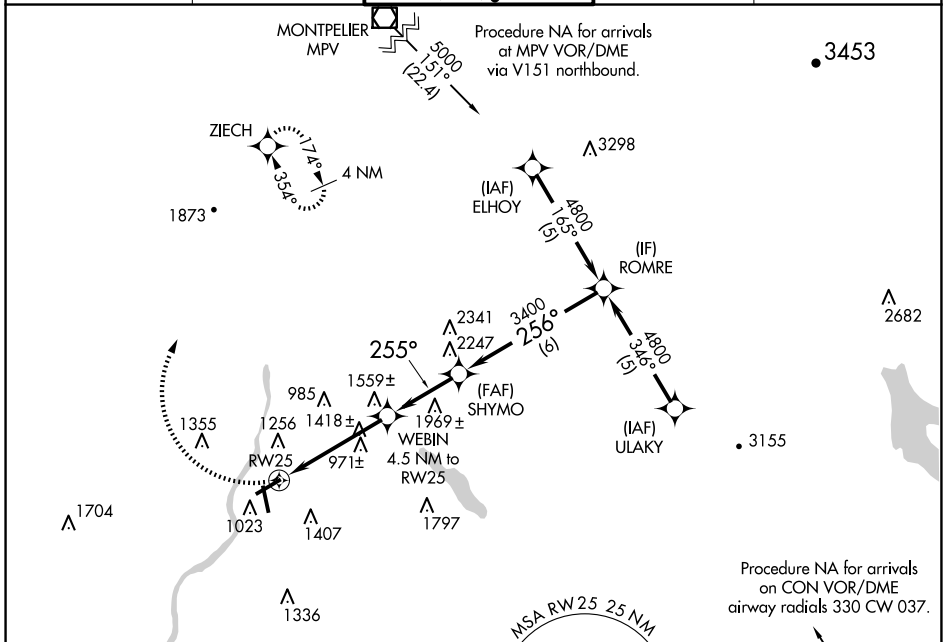 MONTPELIER
MPV
5000
151°
(22.4)
Procedure NA for arrivals
at MPV VOR/DME
via V151 northbound.
3453
ZIECH
174°
354°
4 NM
3298
(IAF)
ELHOY
4800
165°
(5)
1873
(IF)
ROMRE
2682
3400
256°
(6)
2341
2247
255°
(FAF)
SHYMO
4800
346°
(5)
(IAF)
ULAKY
3155
985
1559±
1418±
1969±
1355
1256
971±
WEBIN
4.5 NM to
RW25
RW25
1704
1023
1407
1797
1336
MSA RW25 25 NM
Procedure NA for arrivals
on CON VOR/DME
airway radials 330 CW 037.